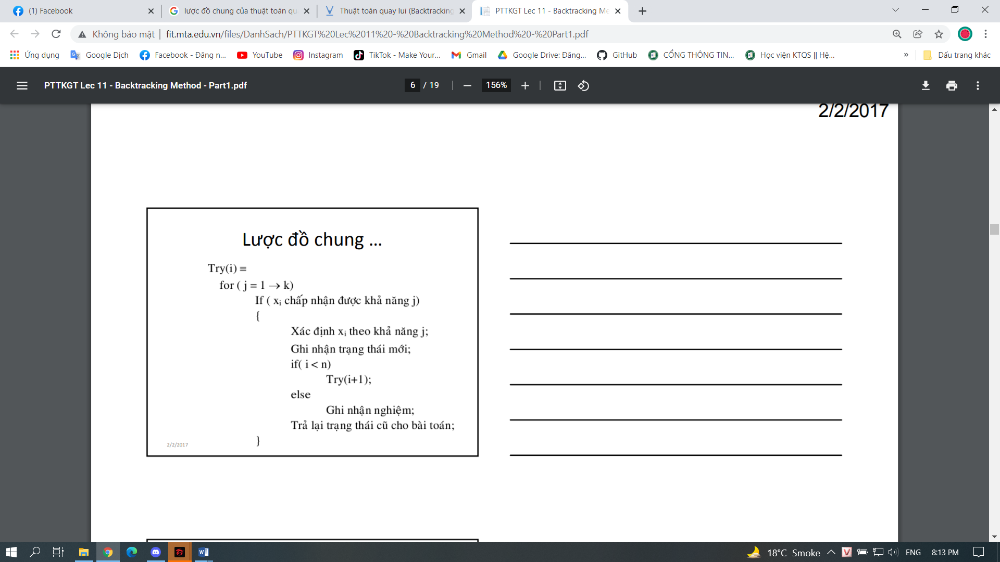 (1) Facebook
lược đồ chung của thuật toán qu
Thuật toán quay lui (Backtracking
PTTKGT Lec 11 - Backtracking Me
Không bảo mật
fit.mta.edu.vn/files/DanhSach/PTTKGT%20Lec%2011%20-%20Backtracking%20Method%20-%20Part1.pdf
Ứng dụng
Google Dịch
Facebook - Đăng n...
YouTube
Instagram
TikTok - Make Your...
Gmail
Google Drive: Đăng...
GitHub
CỔNG THÔNG TIN...
Học viện KTQS || Hệ...
»
Dấu trang khác
PTTKGT Lec 11 - Backtracking Method - Part1.pdf
6 / 19
156%
2/2/2017
Lược đồ chung ...
Try(i) ≡
for ( j = 1 → k)
If ( xᵢ chấp nhận được khả năng j)
{
Xác định xᵢ theo khả năng j;
Ghi nhận trạng thái mới;
if( i < n)
Try(i+1);
else
Ghi nhận nghiệm;
Trả lại trạng thái cũ cho bài toán;
}
2/2/2017
18°C Smoke
ENG
8:13 PM